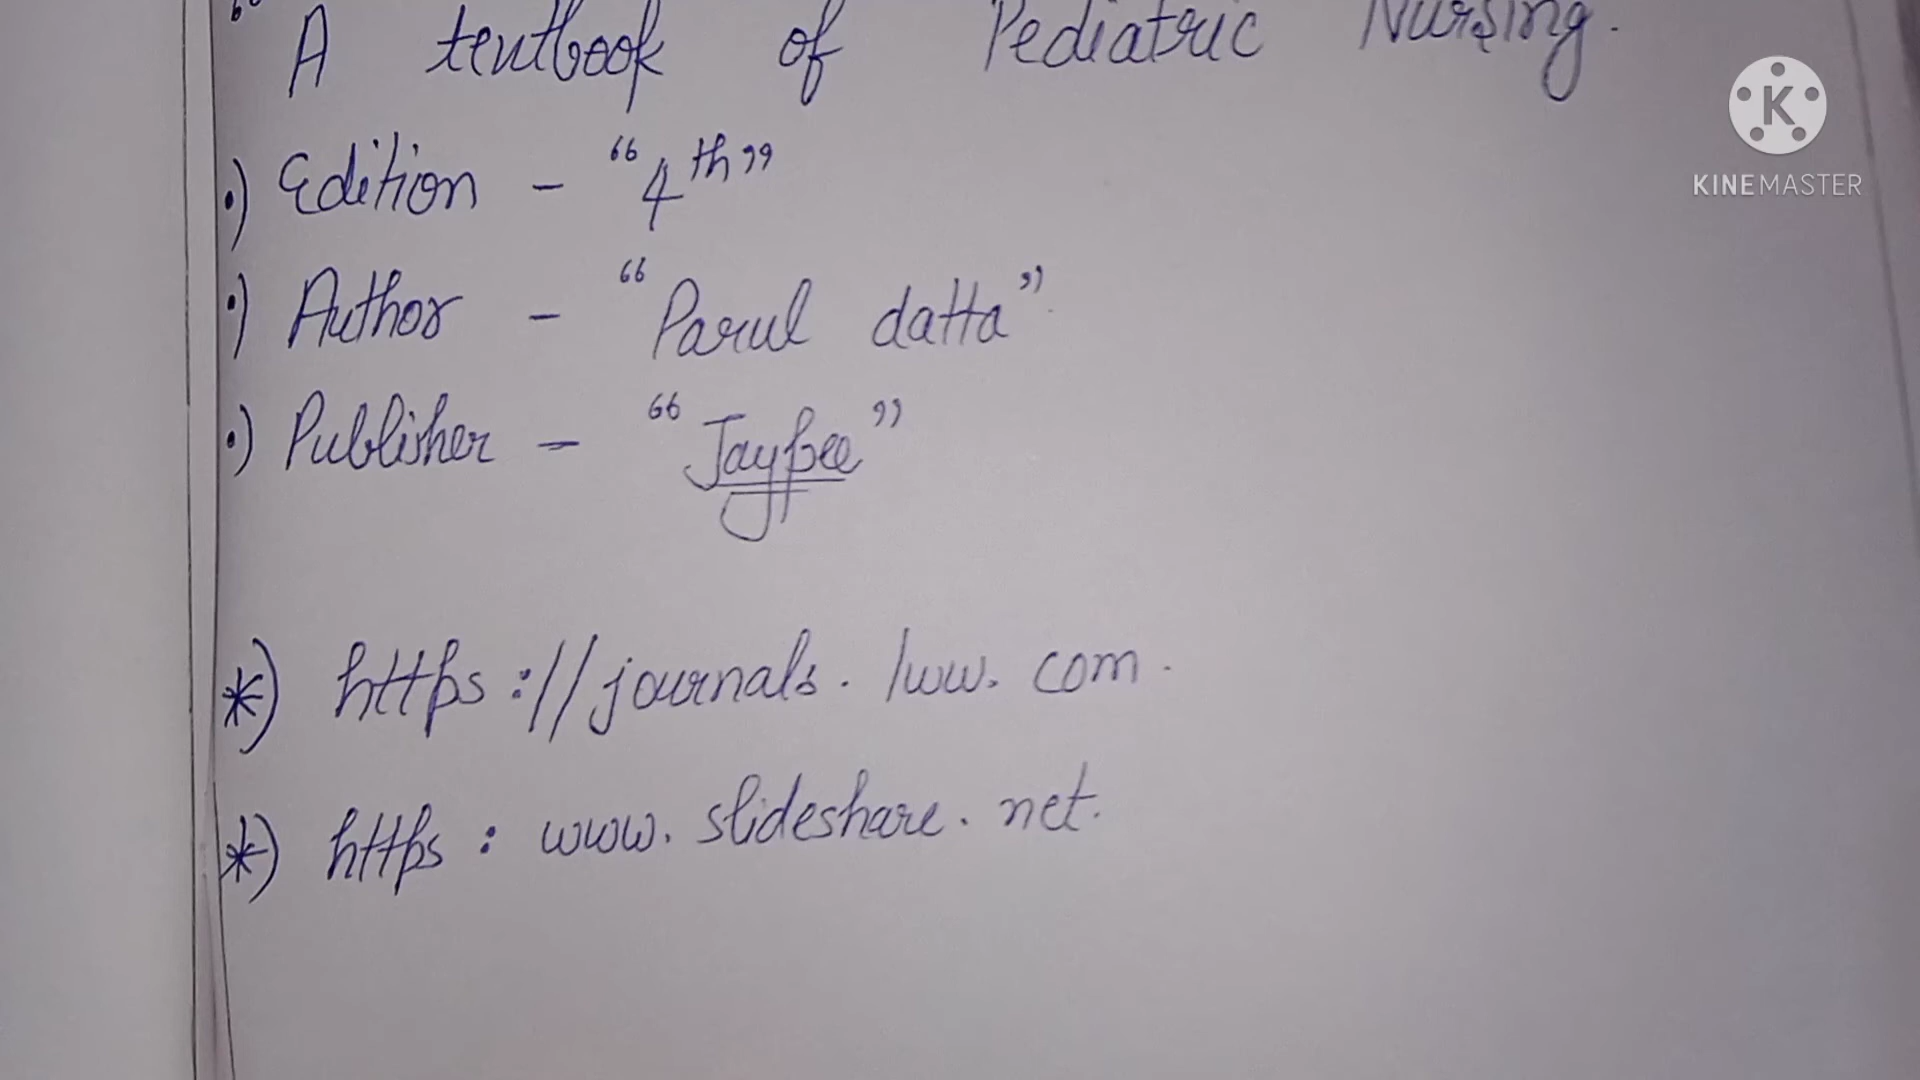 “ A textbook of Pediatric Nursing.
•) Edition - “4th”
•) Author - “Parul datta”
•) Publisher - “Jaypee”
*) https://journals.lww.com.
*) https: www.slideshare.net.
K
KINEMASTER